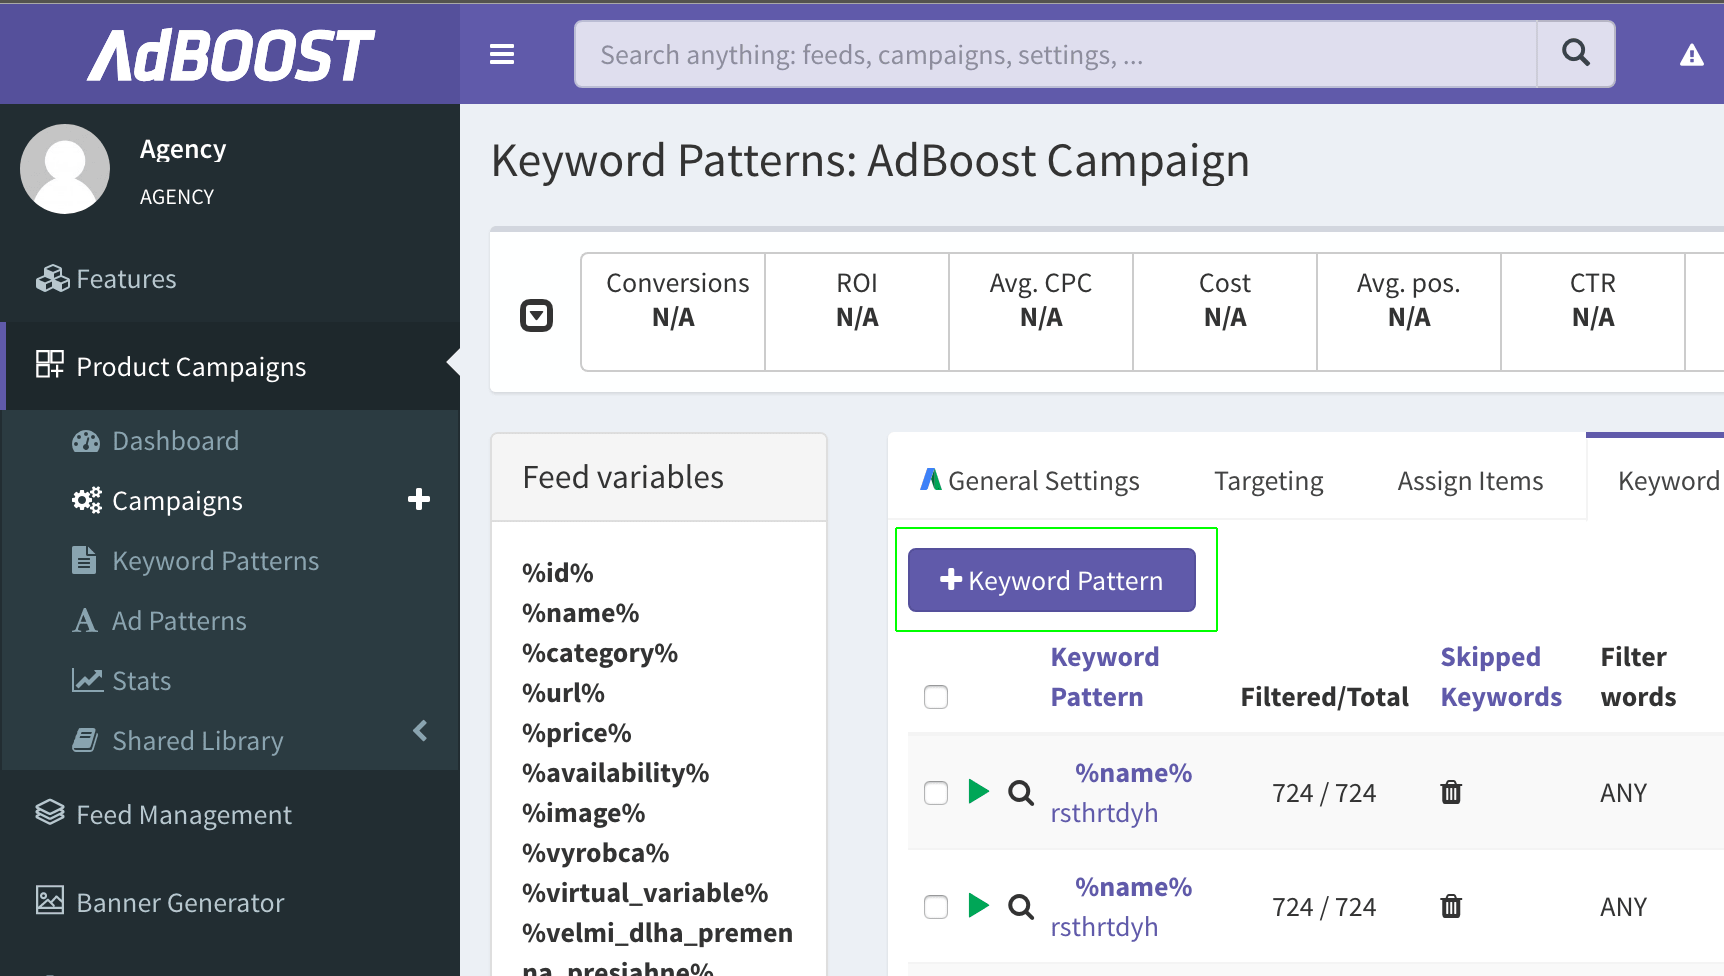 AdBOOST
Search anything: feeds, campaigns, settings, ...
Agency
AGENCY
Features
Product Campaigns
Dashboard
Campaigns
Keyword Patterns
Ad Patterns
Stats
Shared Library
Feed Management
Banner Generator
Keyword Patterns: AdBoost Campaign
Conversions
N/A
ROI
N/A
Avg. CPC
N/A
Cost
N/A
Avg. pos.
N/A
CTR
N/A
Feed variables
%id%
%name%
%category%
%url%
%price%
%availability%
%image%
%vyrobca%
%virtual_variable%
%velmi_dlha_premen
na_presiahne%
General Settings
Targeting
Assign Items
Keyword
Keyword Pattern
Keyword
Pattern
Filtered/Total
Skipped
Keywords
Filter
words
%name%
rsthrtdyh
724 / 724
ANY
%name%
rsthrtdyh
724 / 724
ANY